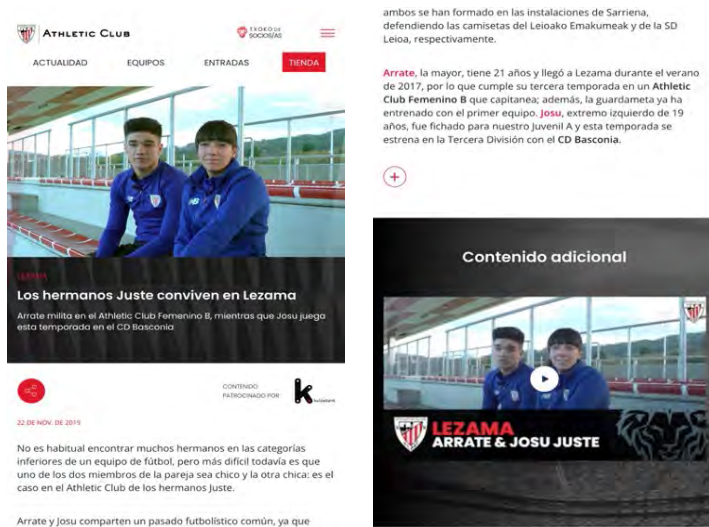 ATHLETIC CLUB
TXOKO DE
SOCIOS/AS
ACTUALIDAD
EQUIPOS
ENTRADAS
TIENDA
LEZAMA
Los hermanos Juste conviven en Lezama
Arrate milita en el Athletic Club Femenino B, mientras que Josu juega
esta temporada en el CD Basconia
CONTENIDO
PATROCINADO POR
22 DE NOV. DE 2019
No es habitual encontrar muchos hermanos en las categorías
inferiores de un equipo de fútbol, pero más difícil todavía es que
uno de los dos miembros de la pareja sea chico y la otra chica: es el
caso en el Athletic Club de los hermanos Juste.
Arrate y Josu comparten un pasado futbolístico común, ya que
ambos se han formado en las instalaciones de Sarriena,
defendiendo las camisetas del Leioako Emakumeak y de la SD
Leioa, respectivamente.
Arrate, la mayor, tiene 21 años y llegó a Lezama durante el verano
de 2017, por lo que cumple su tercera temporada en un Athletic
Club Femenino B que capitanea; además, la guardameta ya ha
entrenado con el primer equipo. Josu, extremo izquierdo de 19
años, fue fichado para nuestro Juvenil A y esta temporada se
estrena en la Tercera División con el CD Basconia.
Contenido adicional
LEZAMA
ARRATE & JOSU JUSTE